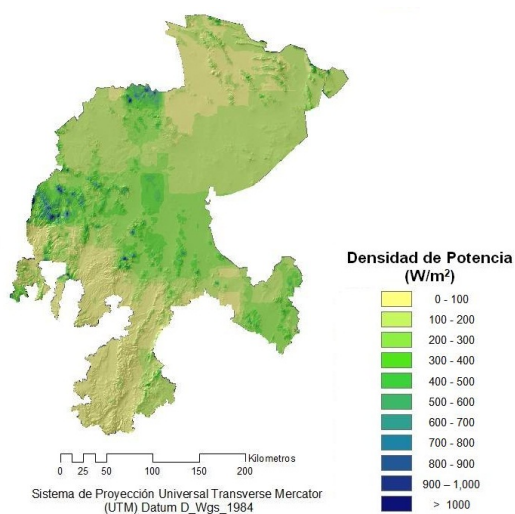 Densidad de Potencia
(W/m²)
0 - 100
100 - 200
200 - 300
300 - 400
400 - 500
500 - 600
600 - 700
700 - 800
800 - 900
900 – 1,000
> 1000
Kilometros
0 25 50 100 150 200
Sistema de Proyección Universal Transverse Mercator
(UTM) Datum D_Wgs_1984